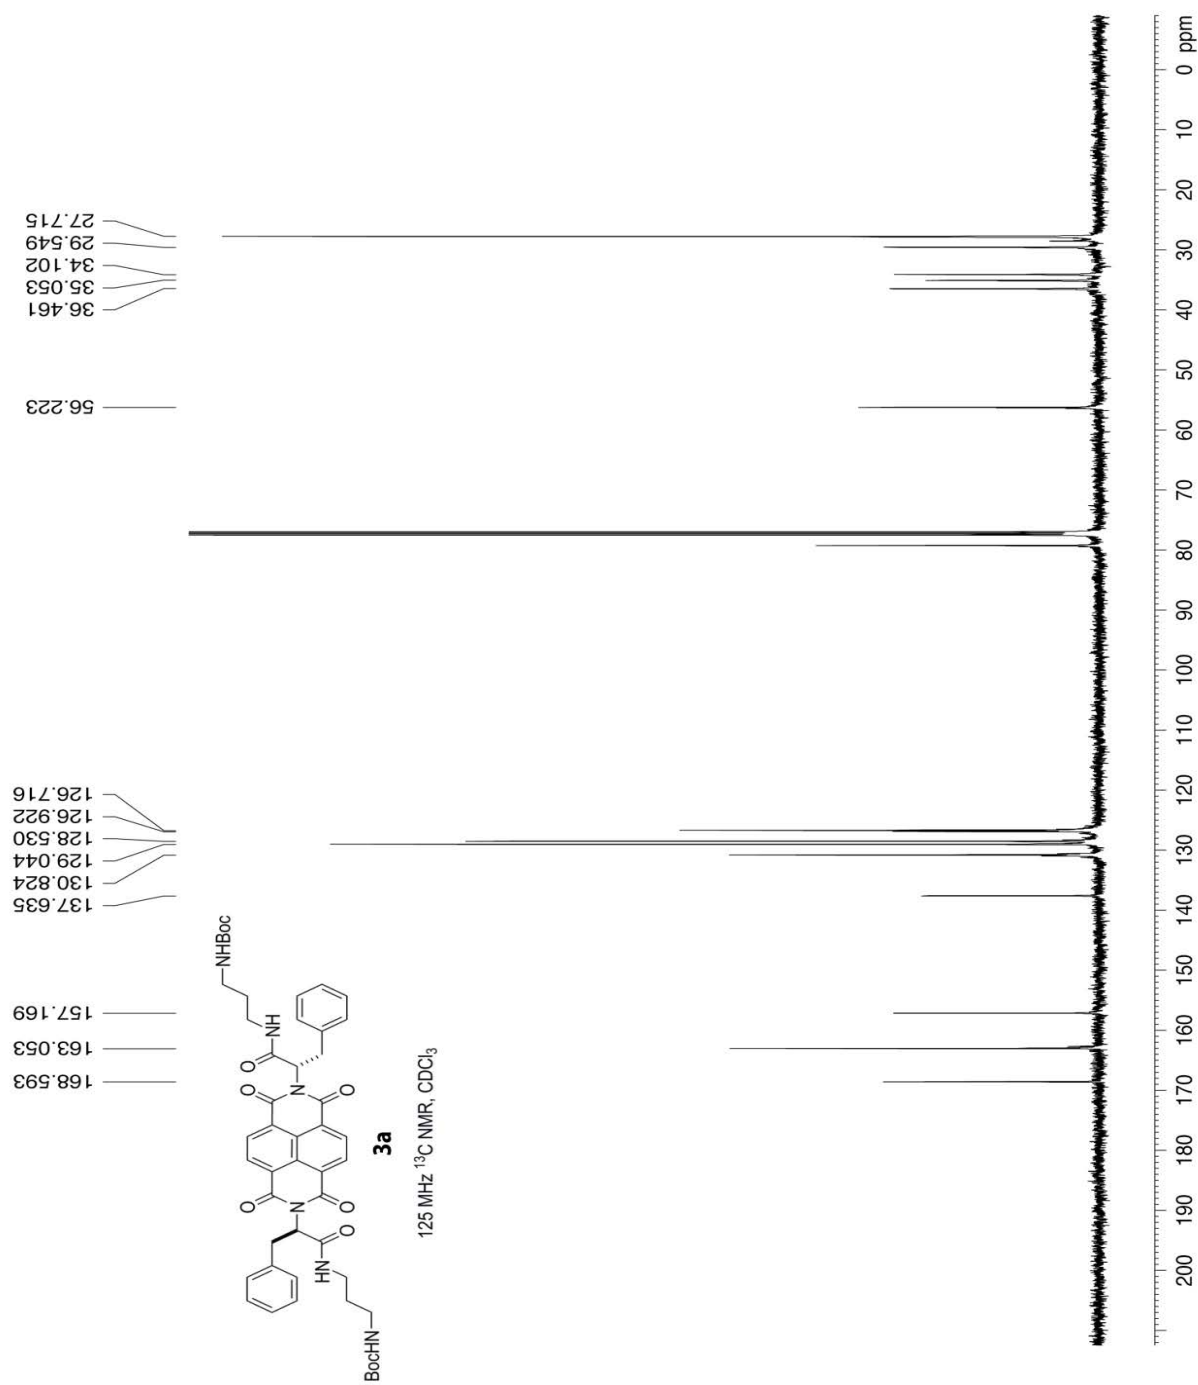 27.715
29.549
34.102
35.053
36.461
56.223
126.716
126.922
128.530
129.044
130.824
137.635
157.169
163.053
168.593
NHBoc
NH
O
O
O
N
N
O
O
O
HN
BocHN
3a
125 MHz ¹³C NMR, CDCl₃
0 ppm
10
20
30
40
50
60
70
80
90
100
110
120
130
140
150
160
170
180
190
200